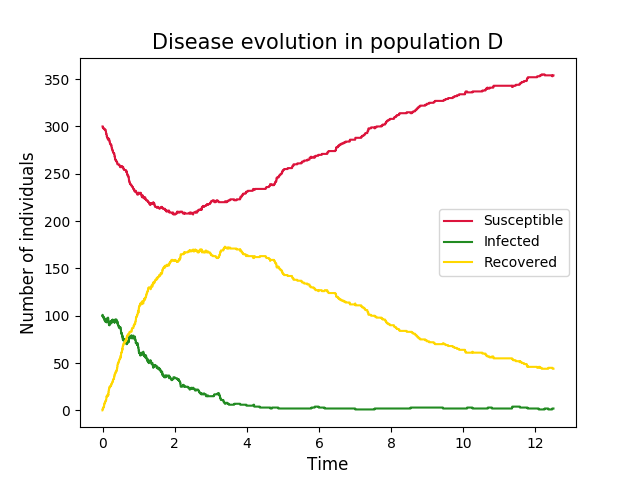 Disease evolution in population D
Number of individuals
350
300
250
200
150
100
50
0
Susceptible
Infected
Recovered
0 2 4 6 8 10 12
Time